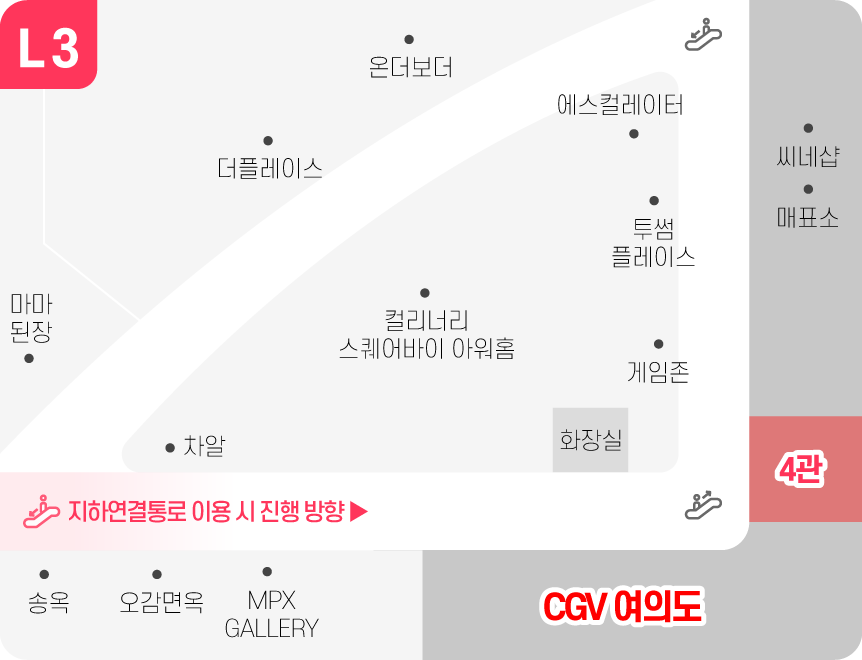 L3
온더보더
에스컬레이터
더플레이스
씨네샵
매표소
투썸
플레이스
마마
된장
컬리너리
스퀘어바이 아워홈
게임존
차알
화장실
4관
지하연결통로 이용 시 진행 방향 ▶
송옥
오감면옥
MPX
GALLERY
CGV 여의도